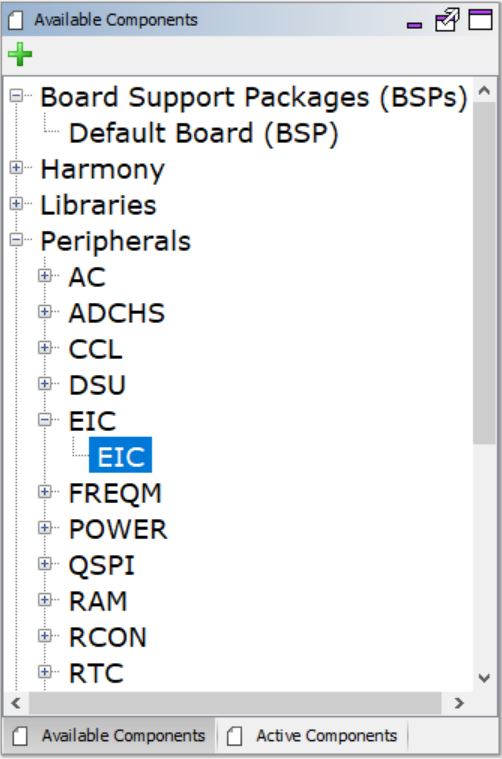 Available Components
Board Support Packages (BSPs)
Default Board (BSP)
Harmony
Libraries
Peripherals
AC
ADCHS
CCL
DSU
EIC
EIC
FREQM
POWER
QSPI
RAM
RCON
RTC
Available Components Active Components